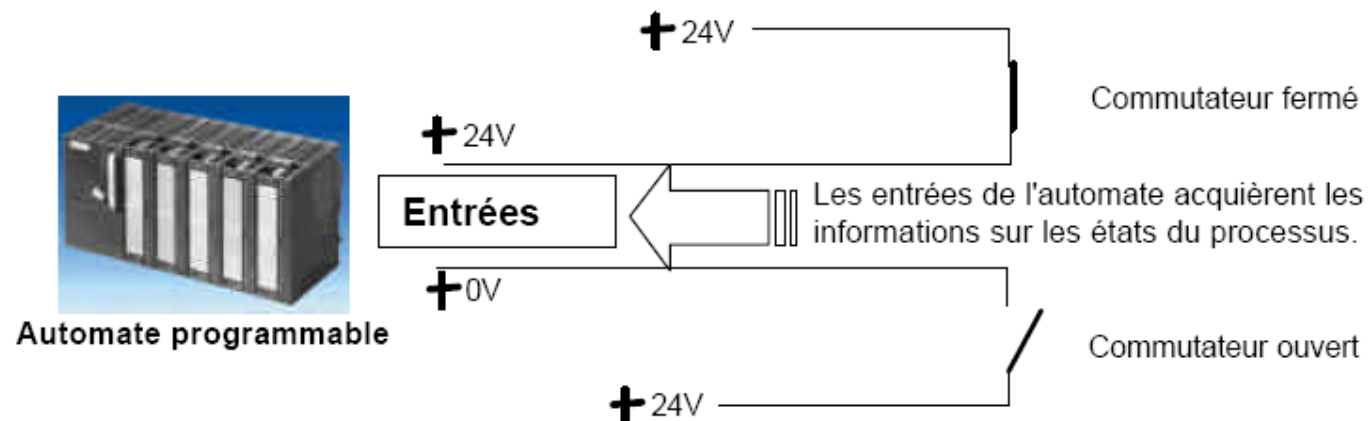 + 24V
Commutateur fermé
+ 24V
Entrées
Les entrées de l'automate acquièrent les
informations sur les états du processus.
+ 0V
Automate programmable
Commutateur ouvert
+ 24V